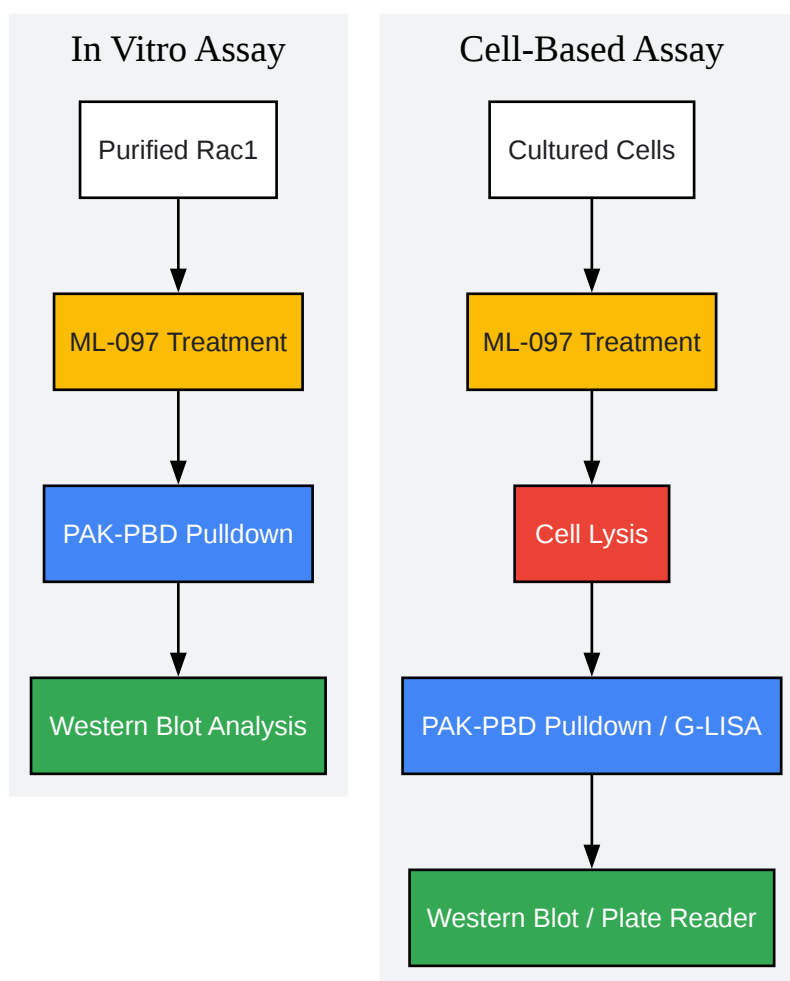 In Vitro Assay
Purified Rac1
ML-097 Treatment
PAK-PBD Pulldown
Western Blot Analysis
Cell-Based Assay
Cultured Cells
ML-097 Treatment
Cell Lysis
PAK-PBD Pulldown / G-LISA
Western Blot / Plate Reader